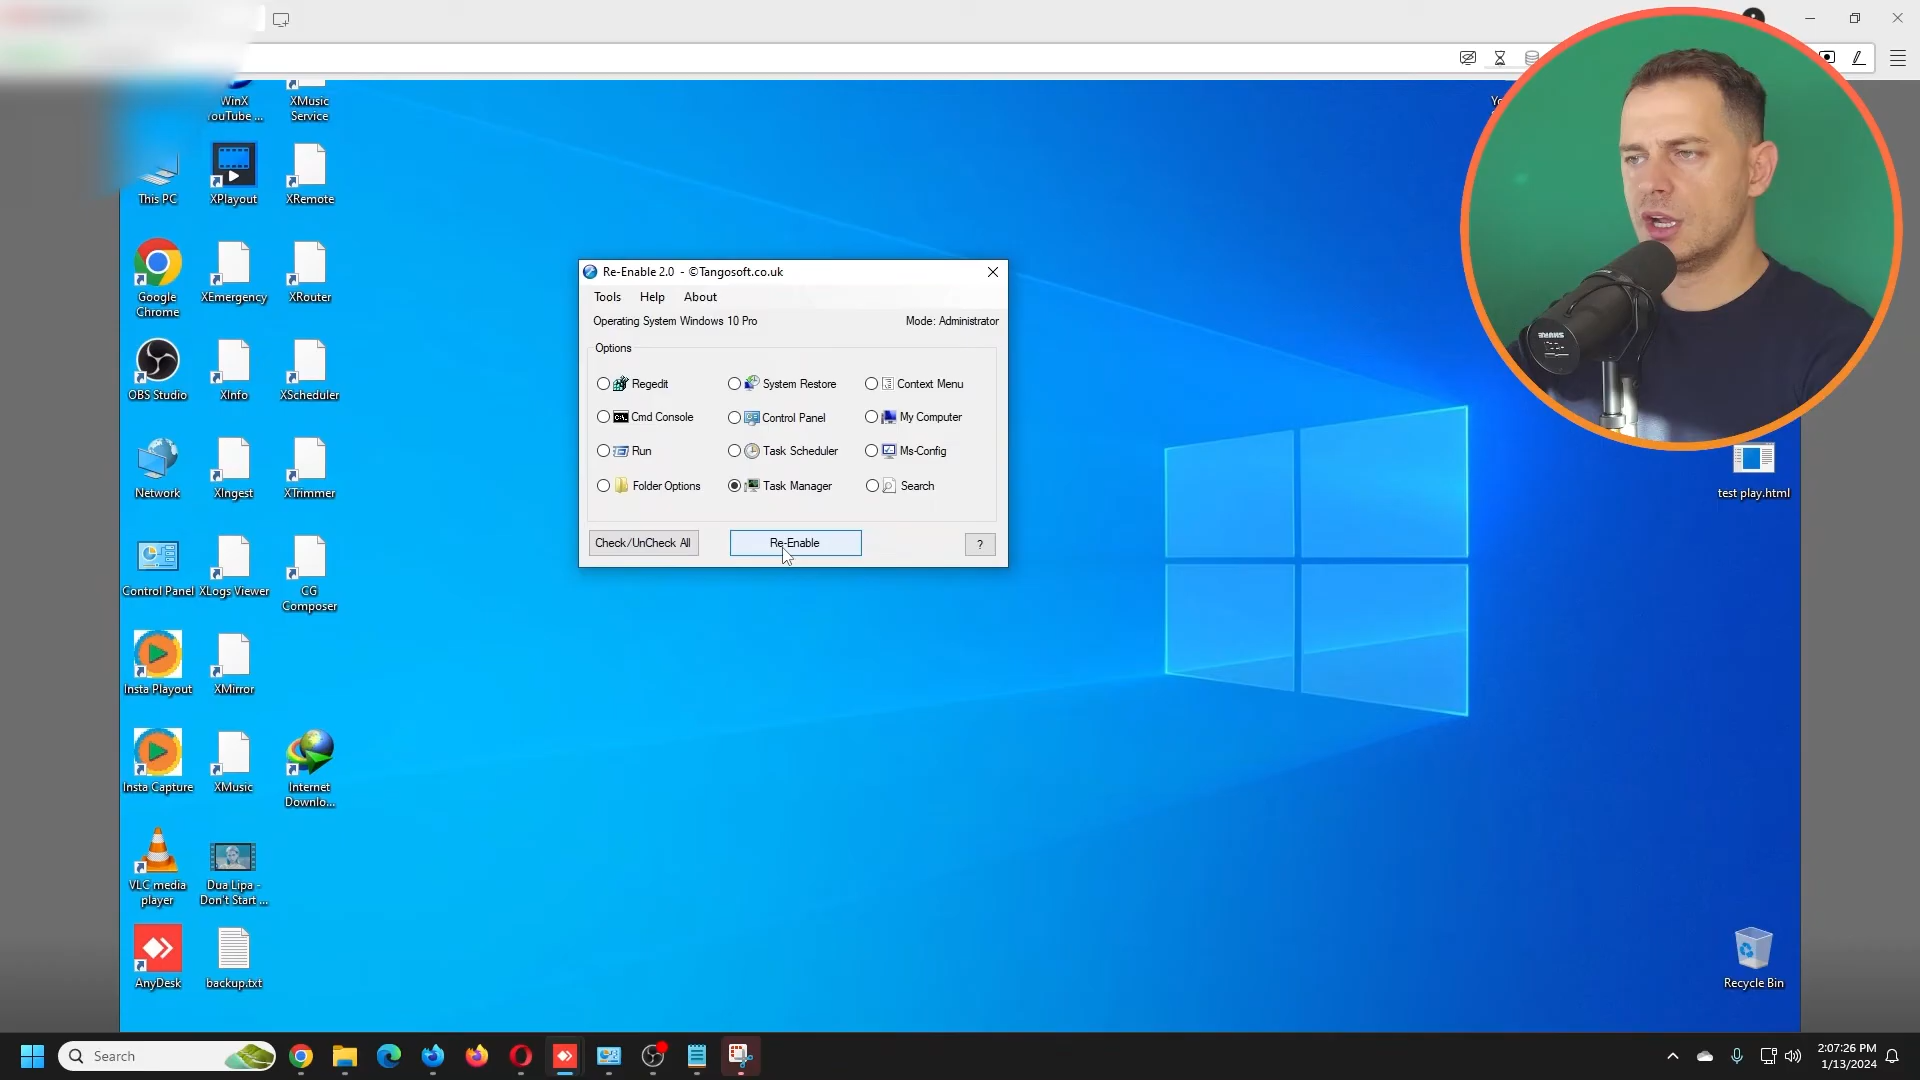 WinX
YouTube ...
XMusic
Service
Yo
This PC
XPlayout
XRemote
Google
Chrome
XEmergency
XRouter
OBS Studio
XInfo
XScheduler
Network
XIngest
XTrimmer
Control Panel
XLogs Viewer
CG
Composer
Insta Playout
XMirror
Insta Capture
XMusic
Internet
Downlo...
VLC media
player
Dua Lipa -
Don't Start ...
AnyDesk
backup.txt
Re-Enable 2.0 - ©Tangosoft.co.uk
Tools Help About
Operating System Windows 10 Pro Mode: Administrator
Options
Regedit System Restore Context Menu
Cmd Console Control Panel My Computer
Run Task Scheduler Ms-Config
Folder Options Task Manager Search
Check/UnCheck All Re-Enable ?
SHURE
test play.html
Recycle Bin
Search
2:07:26 PM
1/13/2024